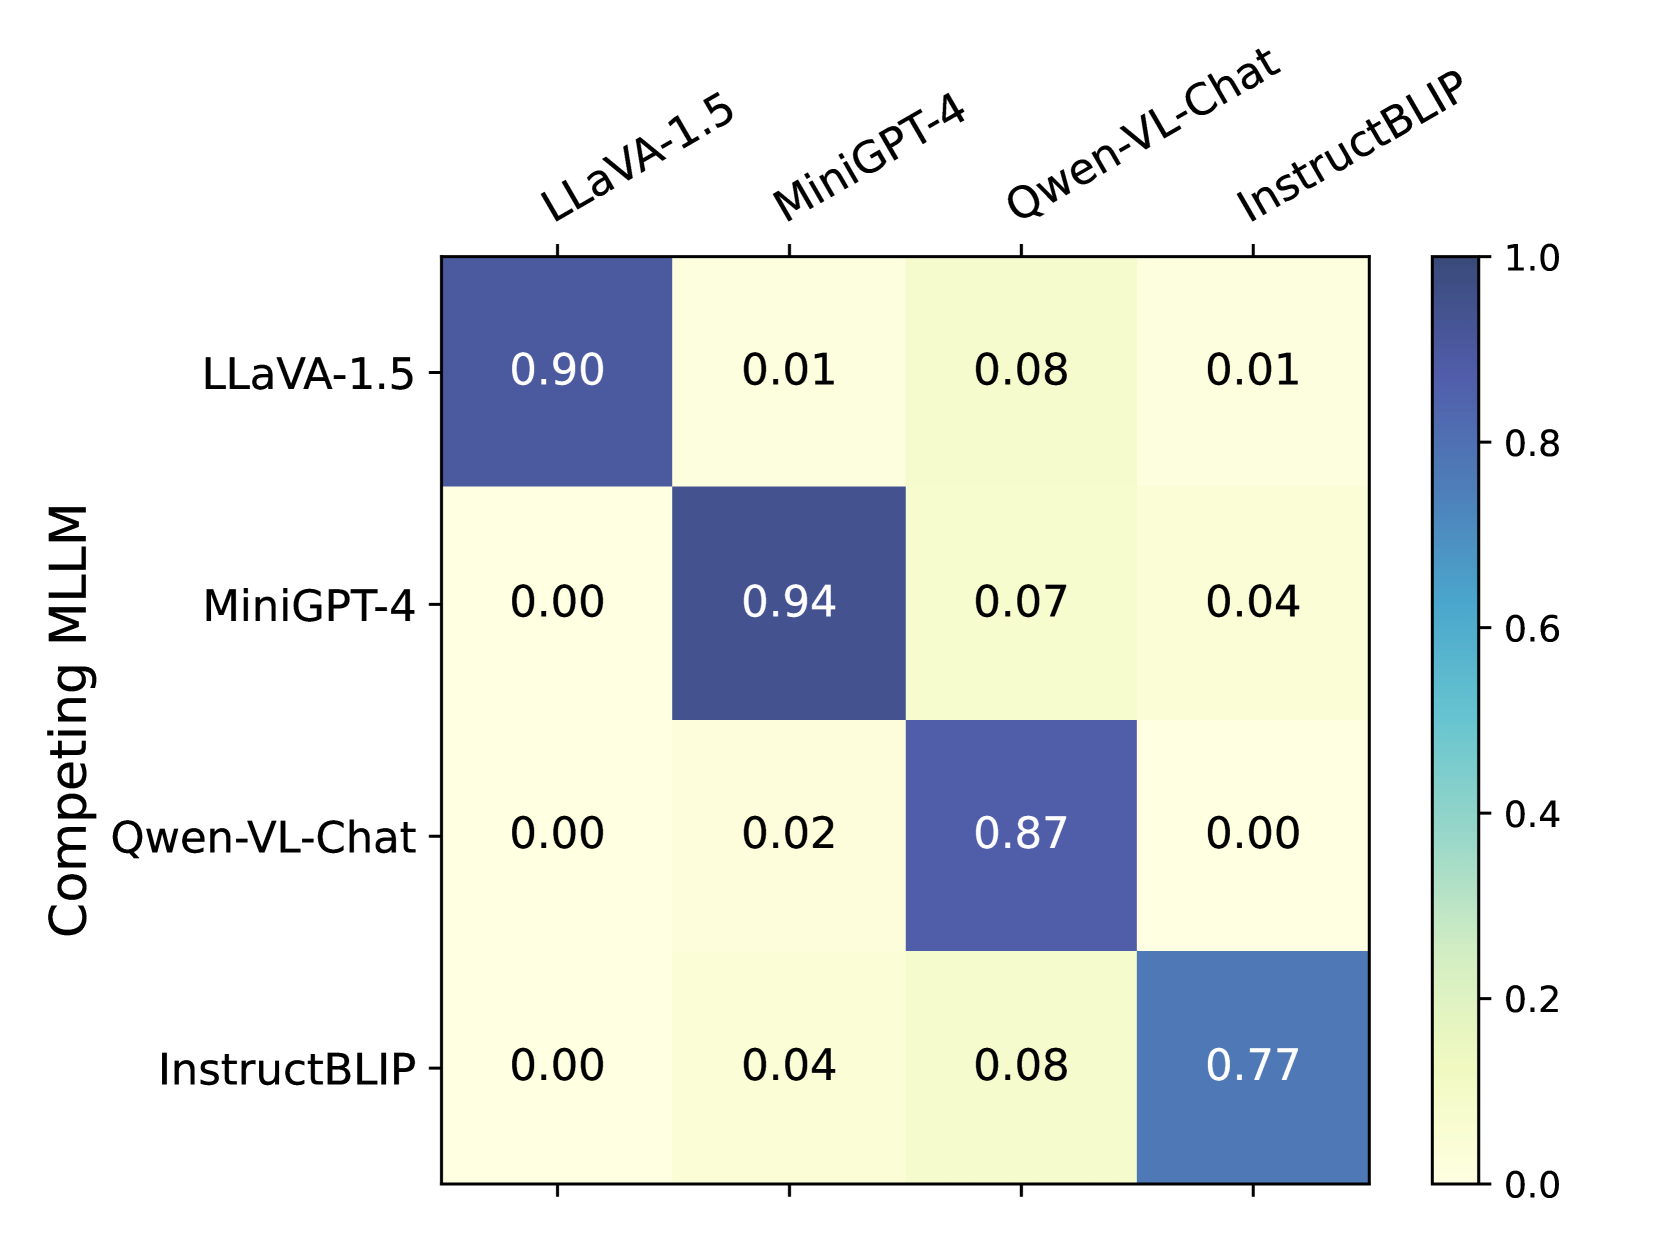 LLaVA-1.5 MiniGPT-4 Qwen-VL-Chat InstructBLIP
Competing MLLM
LLaVA-1.5 0.90 0.01 0.08 0.01
MiniGPT-4 0.00 0.94 0.07 0.04
Qwen-VL-Chat 0.00 0.02 0.87 0.00
InstructBLIP 0.00 0.04 0.08 0.77
1.0
0.8
0.6
0.4
0.2
0.0